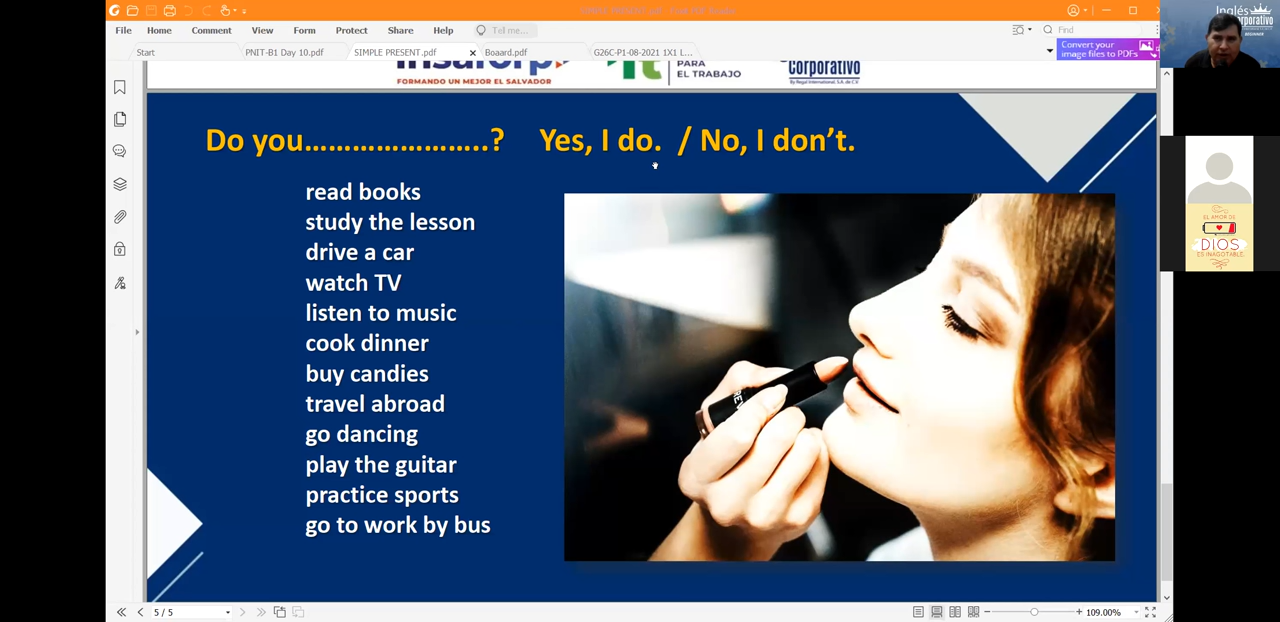 File Home Comment View Form Protect Share Help Tell me... Find
Start PNIT-B1 Day 10.pdf SIMPLE PRESENT.pdf Boaard.pdf G26C-P1-08-2021 1X1 L...
Convert your
image files to PDFs
Inglés
BEGINNER
insaforp
FORMANDO UN MEJOR EL SALVADOR
PARA
EL TRABAJO
Corporativo
Do you…………………..? Yes, I do. / No, I don’t.
read books
study the lesson
drive a car
watch TV
listen to music
cook dinner
buy candies
travel abroad
go dancing
play the guitar
practice sports
go to work by bus
EL AMOR DE
DIOS
ES INAGOTABLE.
5 / 5
109.00%